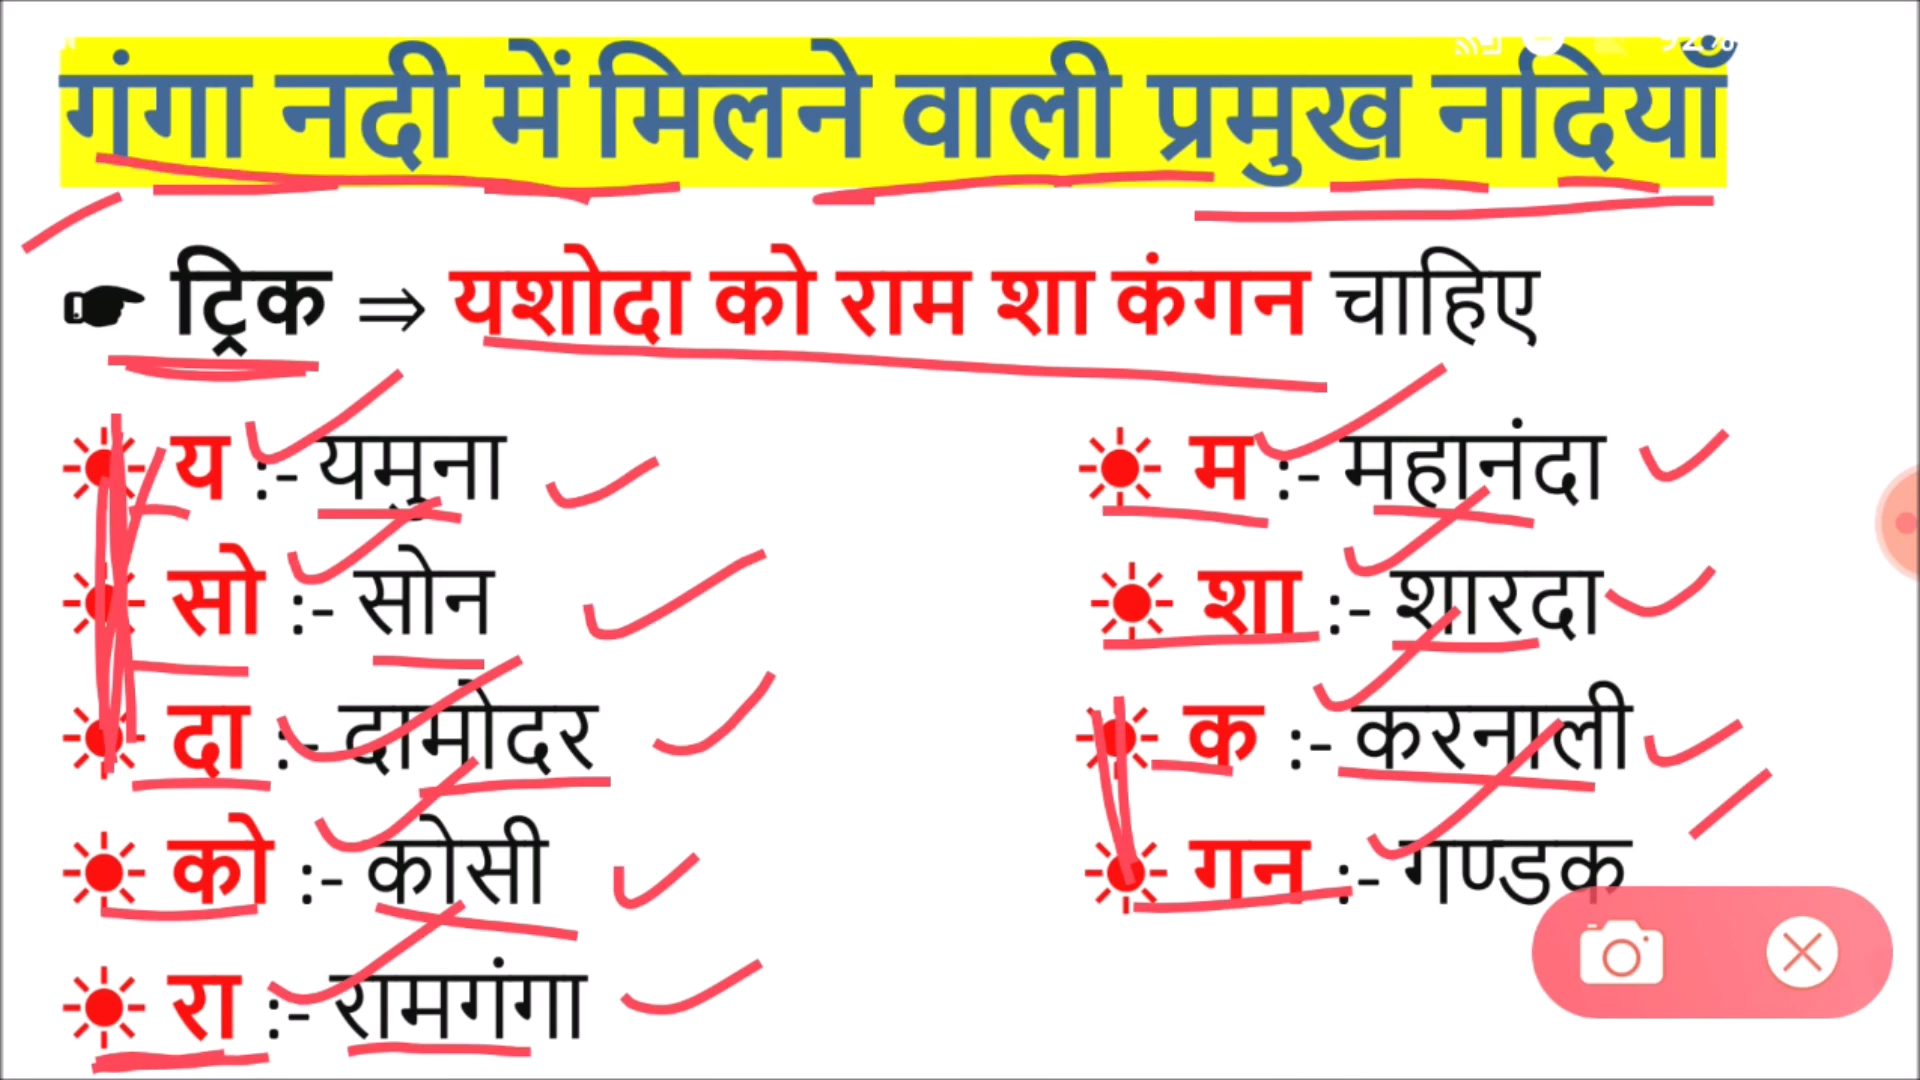 गंगा नदी में मिलने वाली प्रमुख नदियाँ
ट्रिक ⇒ यशोदा को राम शा कंगन चाहिए
य :- यमुना
सो :- सोन
दा :- दामोदर
को :- कोसी
रा :- रामगंगा
म :- महानंदा
शा :- शारदा
क :- करनाली
गन :- गण्डक